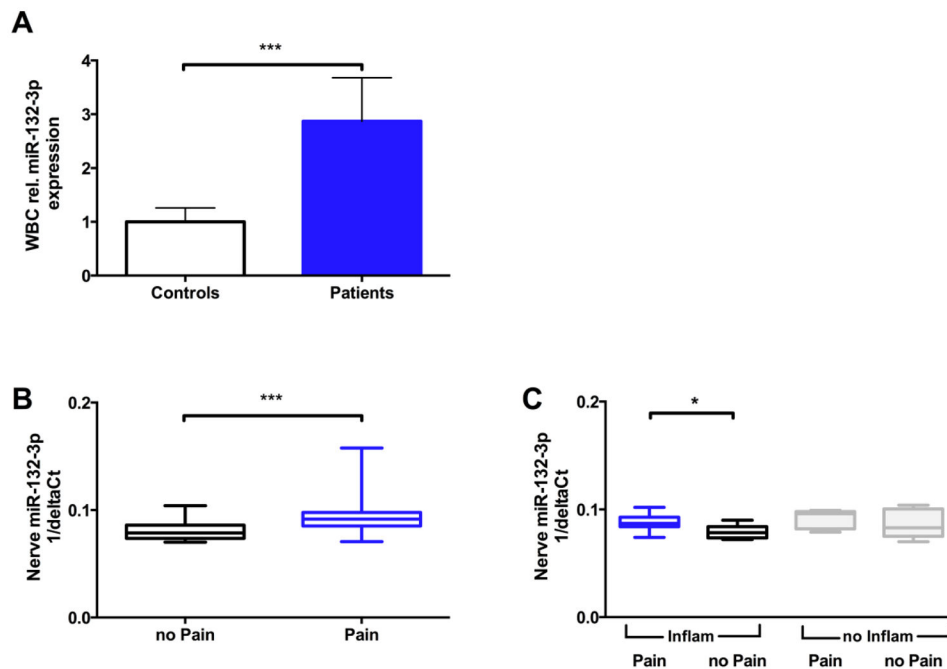 A
***
WBC rel. miR-132-3p
expression
4
3
2
1
0
Controls Patients
B
***
Nerve miR-132-3p
1/deltaCt
0.2
0.1
0.0
no Pain Pain
C
*
Nerve miR-132-3p
1/deltaCt
0.2
0.1
0.0
Inflam no Inflam
Pain no Pain Pain no Pain